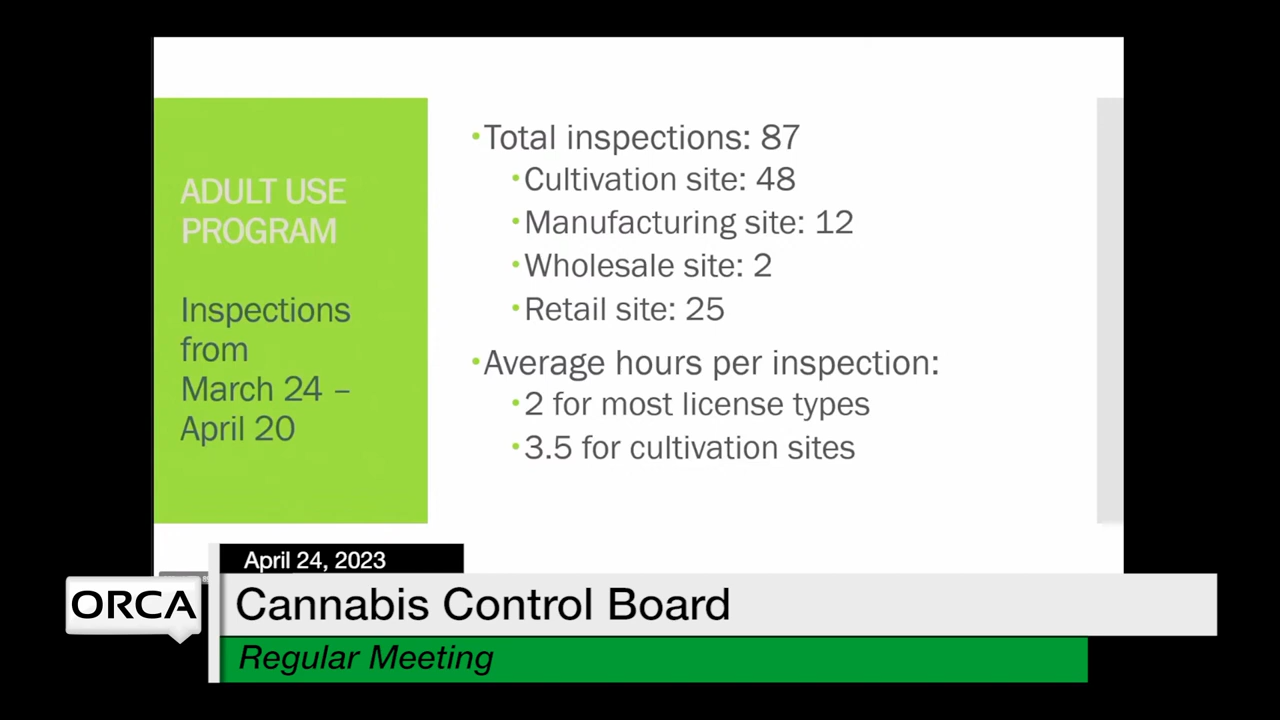 ADULT USE
PROGRAM
Inspections
from
March 24 –
April 20
•Total inspections: 87
•Cultivation site: 48
•Manufacturing site: 12
•Wholesale site: 2
•Retail site: 25
•Average hours per inspection:
•2 for most license types
•3.5 for cultivation sites
April 24, 2023
ORCA
Cannabis Control Board
Regular Meeting